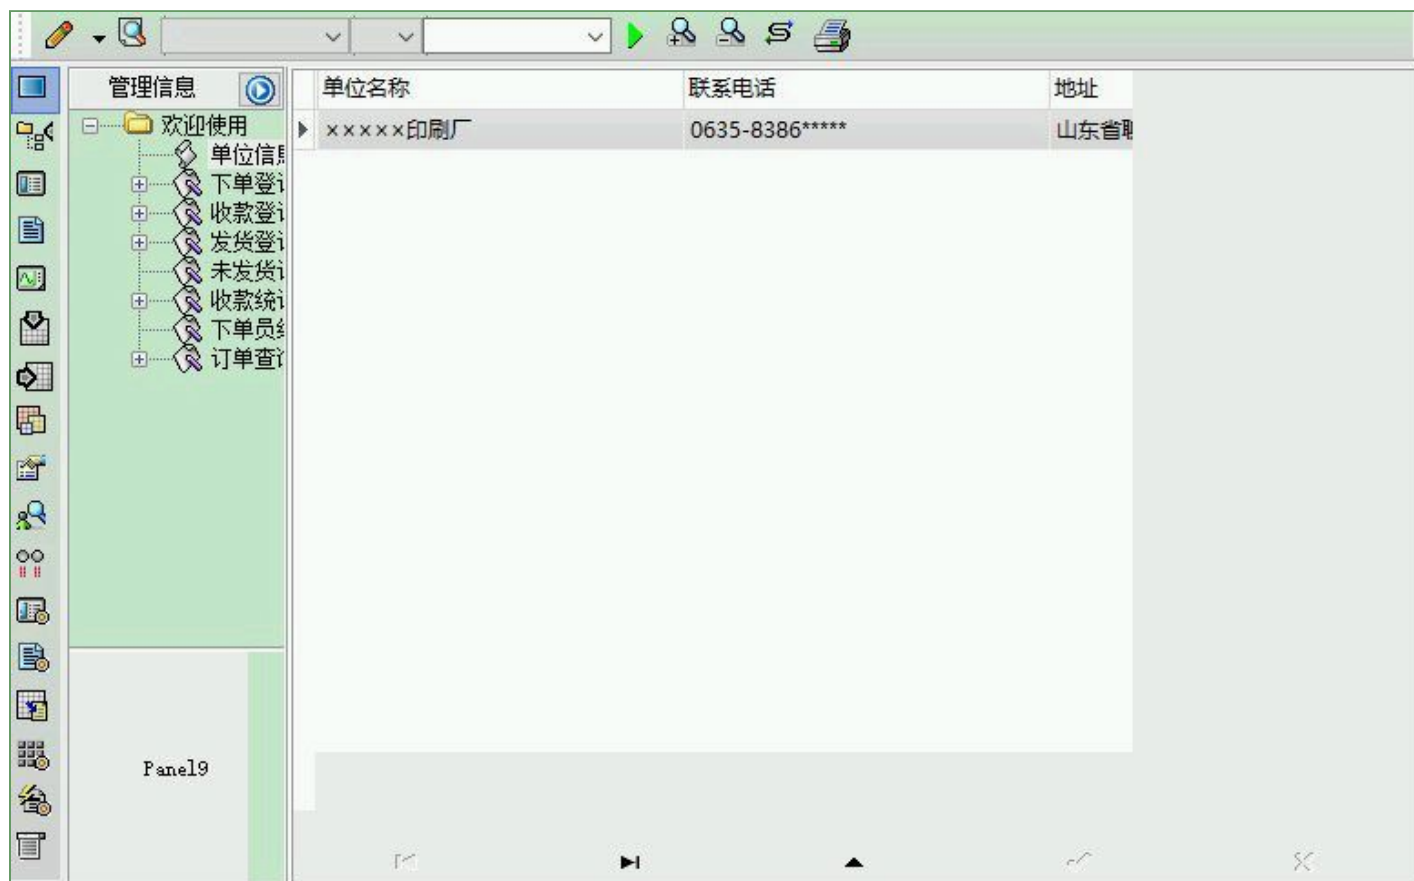 管理信息
单位名称 联系电话 地址
欢迎使用
×××××印刷厂 0635-8386***** 山东省
单位信息
下单登
收款登
发货登
未发货
收款统
下单员
订单查
Panel9